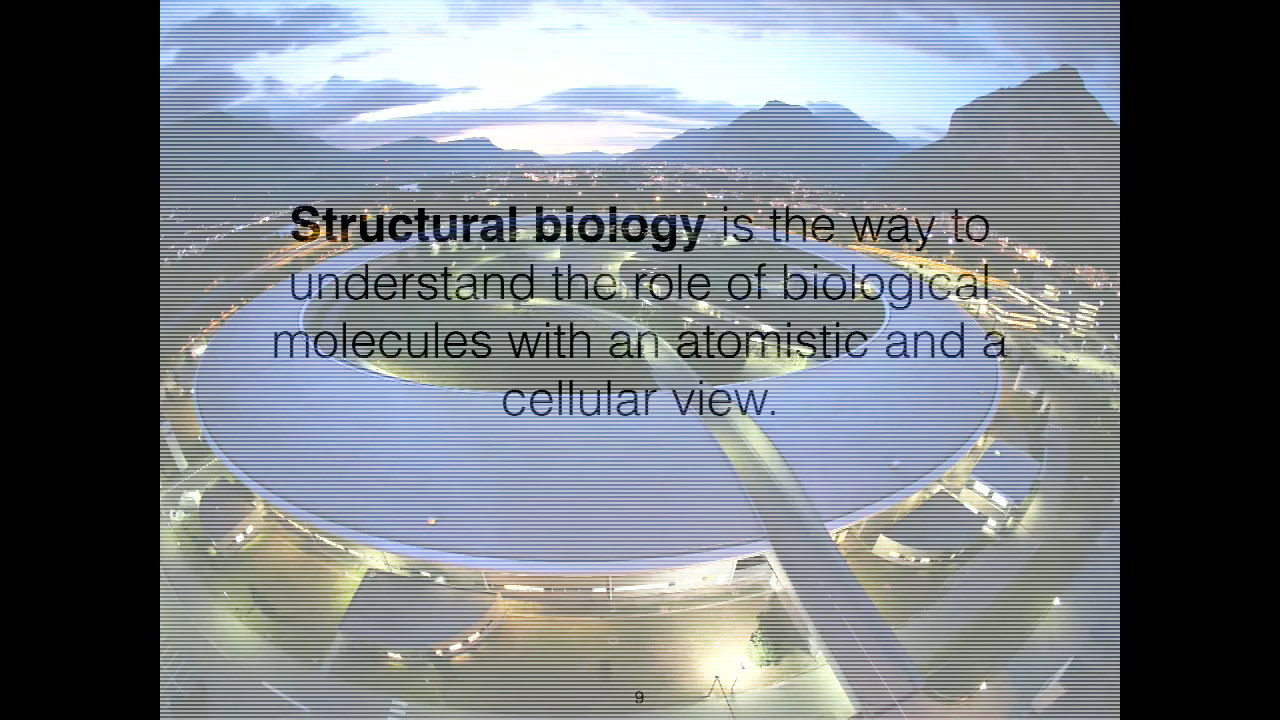 Structural biology is the way to
understand the role of biological
molecules with an atomistic and a
cellular view.
9